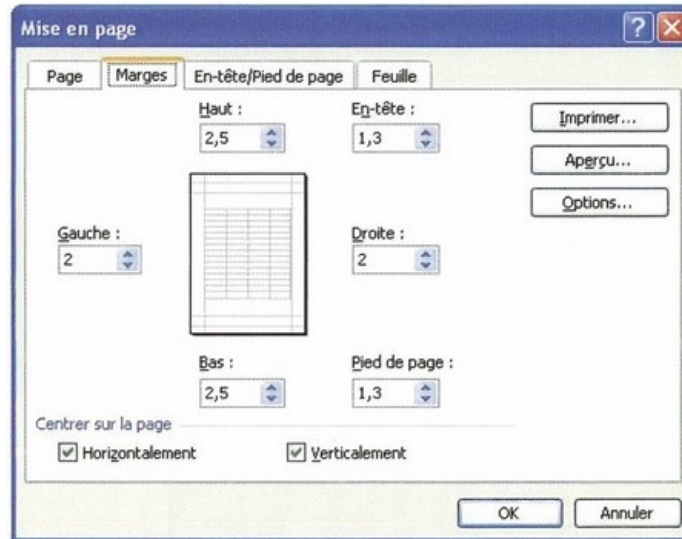 Mise en page
Page Marges En-tête/Pied de page Feuille
Haut : En-tête :
2,5 1,3
Imprimer...
Aperçu...
Options...
Gauche : Droite :
2 2
Bas : Pied de page :
2,5 1,3
Centrer sur la page
Horizontalement Verticalement
OK Annuler